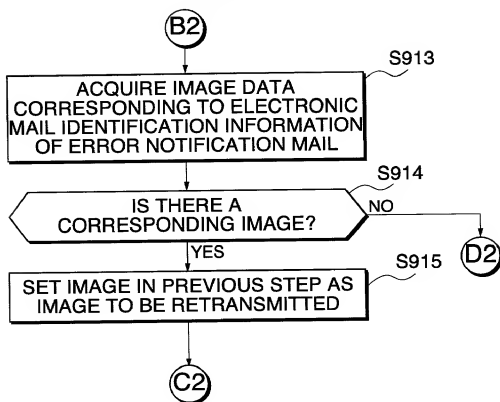 B2
S913
ACQUIRE IMAGE DATA
CORRESPONDING TO ELECTRONIC
MAIL IDENTIFICATION INFORMATION
OF ERROR NOTIFICATION MAIL
S914
IS THERE A
CORRESPONDING IMAGE?
NO
D2
YES
S915
SET IMAGE IN PREVIOUS STEP AS
IMAGE TO BE RETRANSMITTED
C2